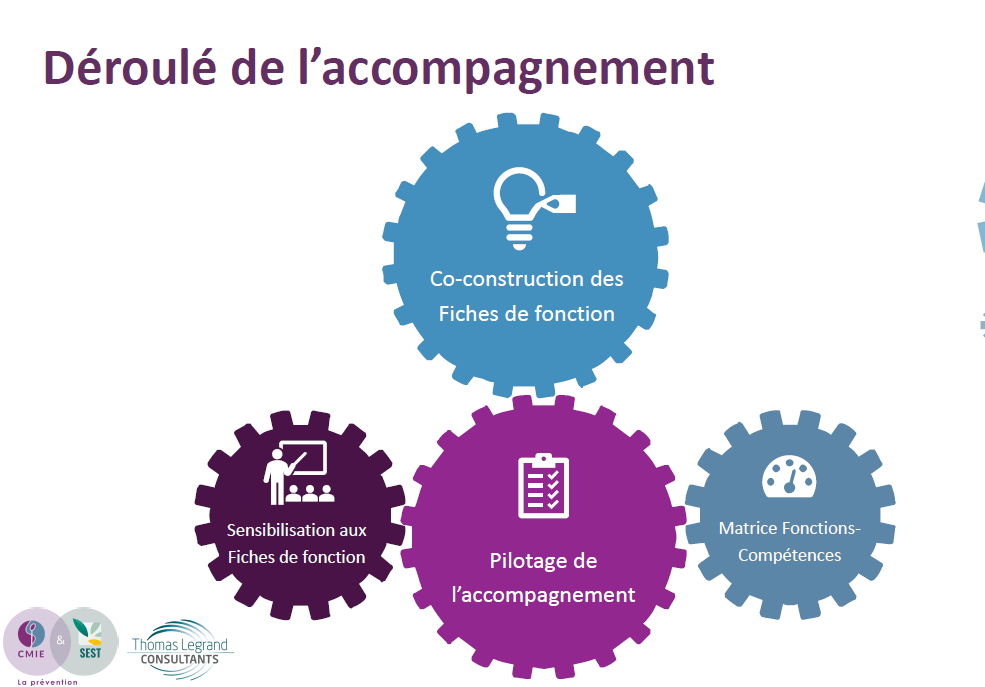 Déroulé de l’accompagnement
Co-construction des
Fiches de fonction
Sensibilisation aux
Fiches de fonction
Pilotage de
l’accompagnement
Matrice Fonctions-
Compétences
CMIE
&
SEST
La prévention
Thomas Legrand
CONSULTANTS